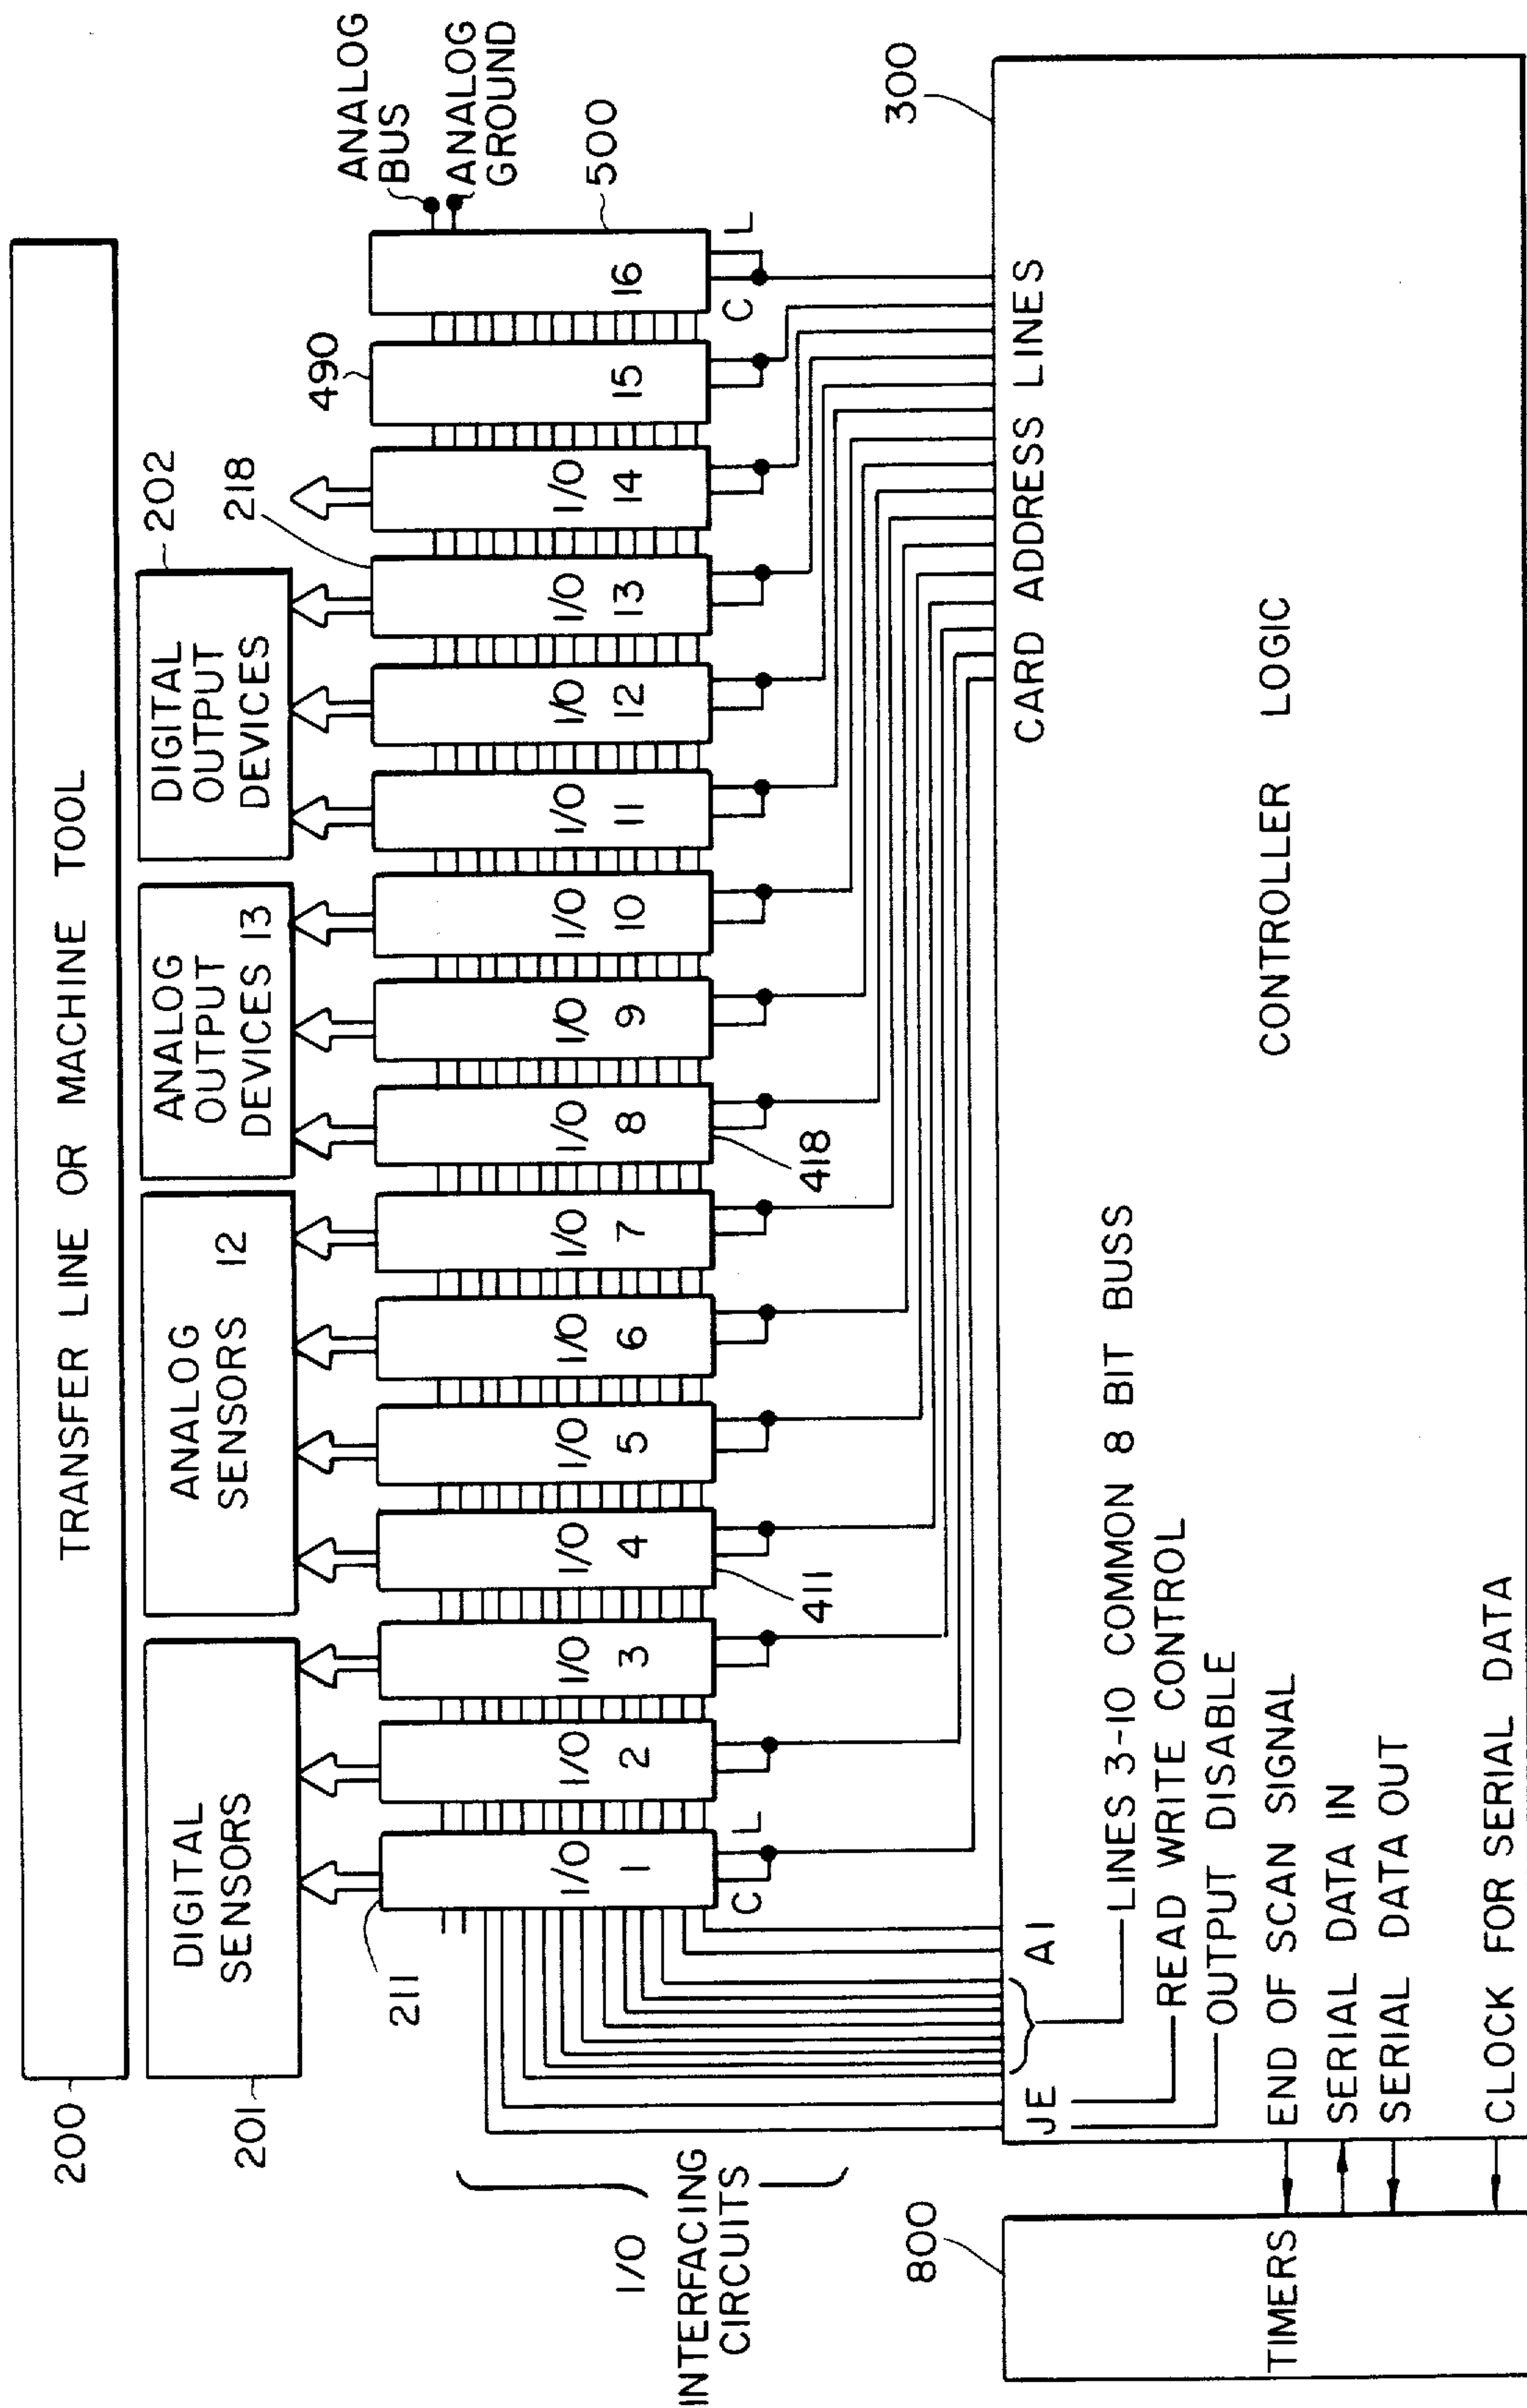 200
TRANSFER LINE OR MACHINE TOOL
201
DIGITAL
SENSORS
ANALOG
SENSORS 12
ANALOG
OUTPUT
DEVICES 13
DIGITAL
OUTPUT
DEVICES
202
218
490
ANALOG
BUS
ANALOG
GROUND
500
211
I/O
1
I/O
2
I/O
3
I/O
4
I/O
5
I/O
6
I/O
7
I/O
8
I/O
9
I/O
10
I/O
11
I/O
12
I/O
13
I/O
14
15
16
C L
C L
411
418
I/O
INTERFACING
CIRCUITS
300
JE
A1
CARD ADDRESS LINES
LINES 3-10 COMMON 8 BIT BUSS
READ WRITE CONTROL
OUTPUT DISABLE
CONTROLLER LOGIC
800
TIMERS
END OF SCAN SIGNAL
SERIAL DATA IN
SERIAL DATA OUT
CLOCK FOR SERIAL DATA